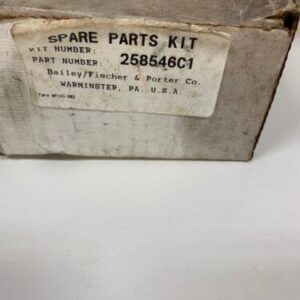 SPARE PARTS KIT
KIT NUMBER:
PART NUMBER: 258546C1
Bailey/Fischer & Porter Co.
WARMINSTER, PA. U.S.A.